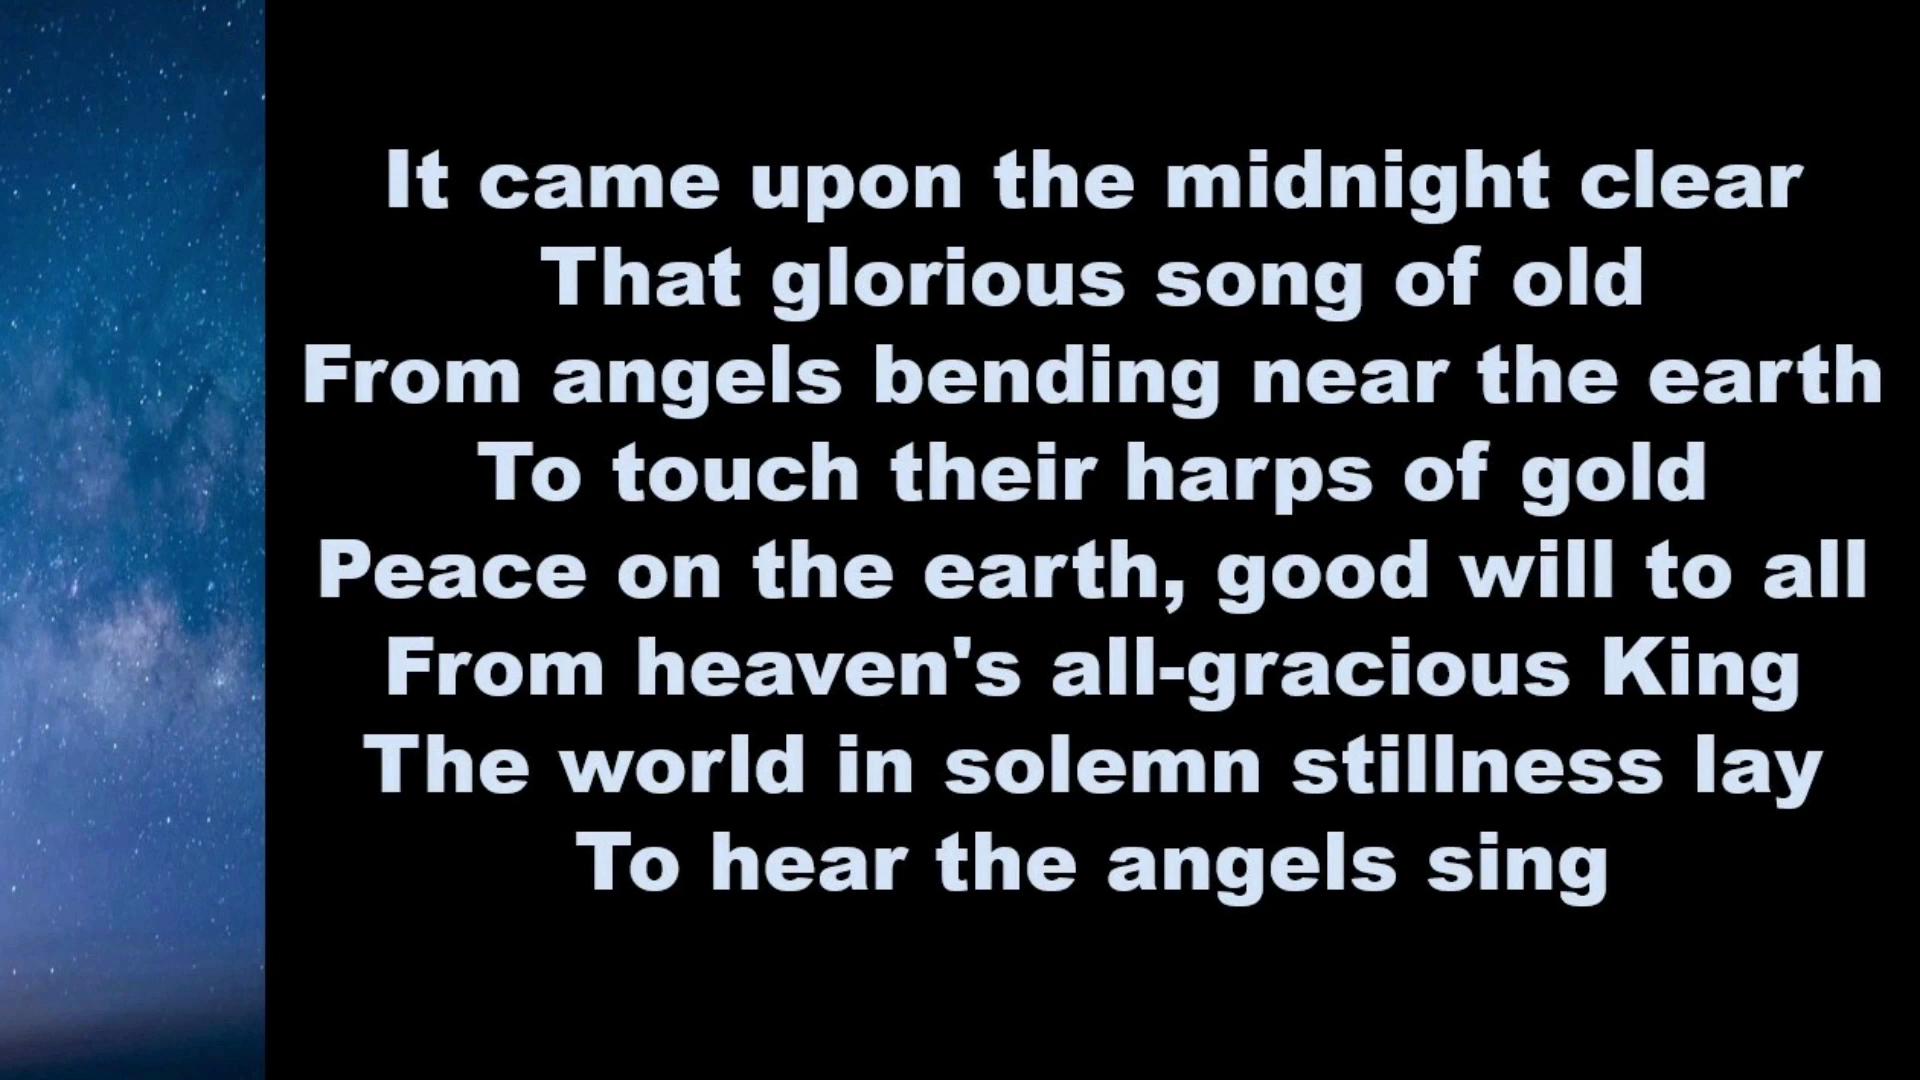 It came upon the midnight clear
That glorious song of old
From angels bending near the earth
To touch their harps of gold
Peace on the earth, good will to all
From heaven's all-gracious King
The world in solemn stillness lay
To hear the angels sing